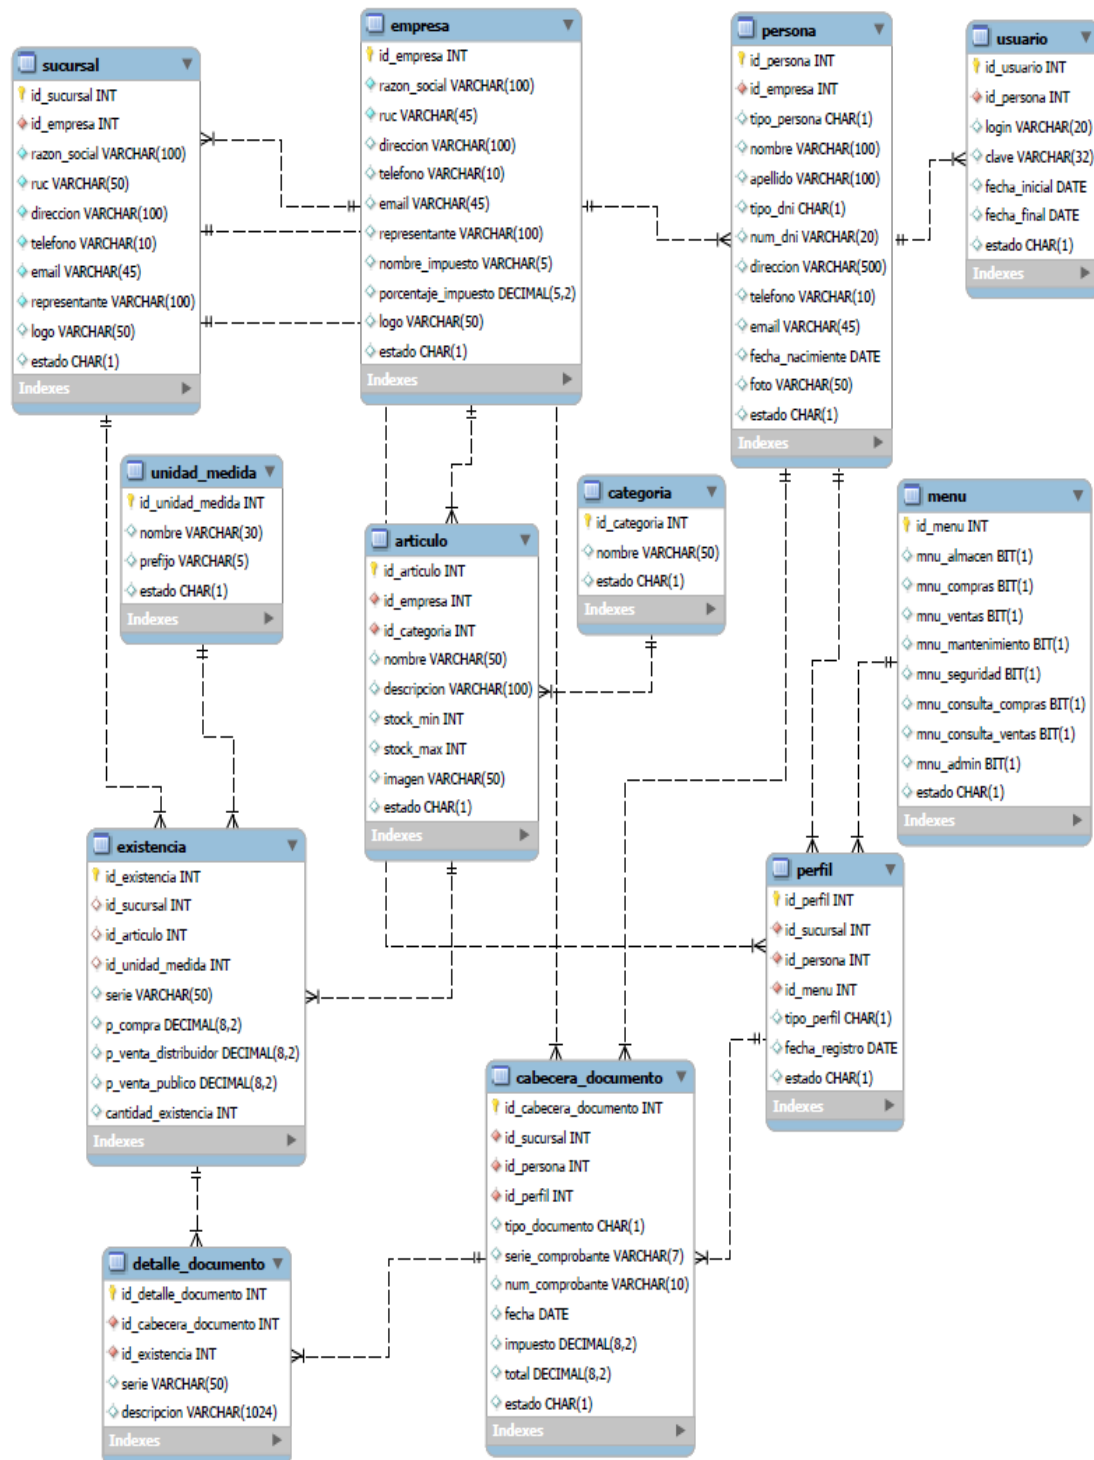 sucursal
id_sucursal INT
id_empresa INT
razon_social VARCHAR(100)
ruc VARCHAR(50)
direccion VARCHAR(100)
telefono VARCHAR(10)
email VARCHAR(45)
representante VARCHAR(100)
logo VARCHAR(50)
estado CHAR(1)
Indexes
empresa
id_empresa INT
razon_social VARCHAR(100)
ruc VARCHAR(45)
direccion VARCHAR(100)
telefono VARCHAR(10)
email VARCHAR(45)
representante VARCHAR(100)
nombre_impuesto VARCHAR(5)
porcentaje_impuesto DECIMAL(5,2)
logo VARCHAR(50)
estado CHAR(1)
Indexes
persona
id_persona INT
id_empresa INT
tipo_persona CHAR(1)
nombre VARCHAR(100)
apellido VARCHAR(100)
tipo_dni CHAR(1)
num_dni VARCHAR(20)
direccion VARCHAR(500)
telefono VARCHAR(10)
email VARCHAR(45)
fecha_nacimiente DATE
foto VARCHAR(50)
estado CHAR(1)
Indexes
usuario
id_usuario INT
id_persona INT
login VARCHAR(20)
clave VARCHAR(32)
fecha_inicial DATE
fecha_final DATE
estado CHAR(1)
Indexes
unidad_medida
id_unidad_medida INT
nombre VARCHAR(30)
prefijo VARCHAR(5)
estado CHAR(1)
Indexes
articulo
id_articulo INT
id_empresa INT
id_categoria INT
nombre VARCHAR(50)
descripcion VARCHAR(100)
stock_min INT
stock_max INT
imagen VARCHAR(50)
estado CHAR(1)
Indexes
categoria
id_categoria INT
nombre VARCHAR(50)
estado CHAR(1)
Indexes
menu
id_menu INT
mnu_almacen BIT(1)
mnu_compras BIT(1)
mnu_ventas BIT(1)
mnu_mantenimiento BIT(1)
mnu_seguridad BIT(1)
mnu_consulta_compras BIT(1)
mnu_consulta_ventas BIT(1)
mnu_admin BIT(1)
estado CHAR(1)
Indexes
existencia
id_existencia INT
id_sucursal INT
id_articulo INT
id_unidad_medida INT
serie VARCHAR(50)
p_compra DECIMAL(8,2)
p_venta_distribuidor DECIMAL(8,2)
p_venta_publico DECIMAL(8,2)
cantidad_existencia INT
Indexes
perfil
id_perfil INT
id_sucursal INT
id_persona INT
id_menu INT
tipo_perfil CHAR(1)
fecha_registro DATE
estado CHAR(1)
Indexes
cabecera_documento
id_cabecera_documento INT
id_sucursal INT
id_persona INT
id_perfil INT
tipo_documento CHAR(1)
serie_comprobante VARCHAR(7)
num_comprobante VARCHAR(10)
fecha DATE
impuesto DECIMAL(8,2)
total DECIMAL(8,2)
estado CHAR(1)
Indexes
detalle_documento
id_detalle_documento INT
id_cabecera_documento INT
id_existencia INT
serie VARCHAR(50)
descripcion VARCHAR(1024)
Indexes